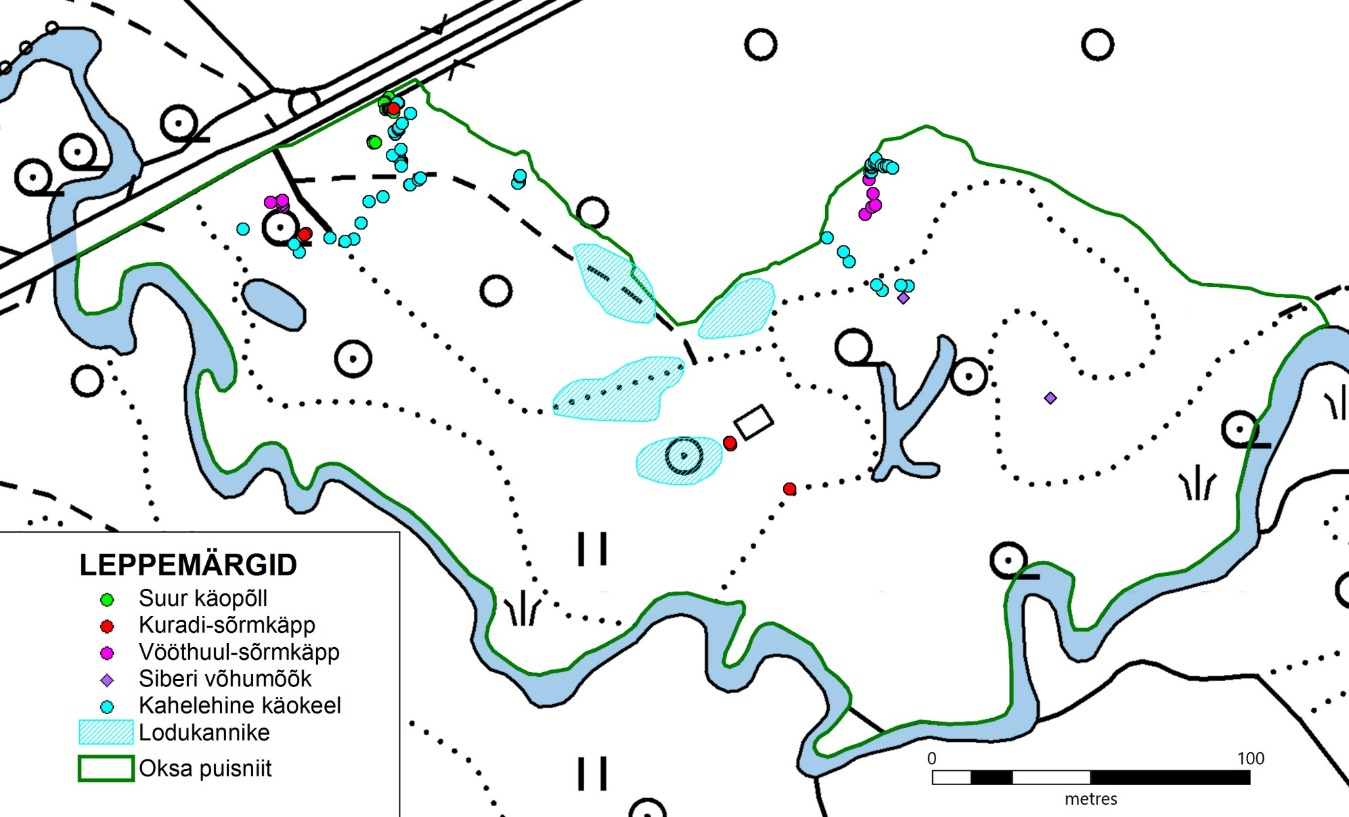 LEPPEMÄRGID
Suur käopõll
Kuradi-sõrmkäpp
Vööthuul-sõrmkäpp
Siberi võhumõõk
Kahelehine käokeel
Lodukannike
Oksa puisniit
0 100
metres